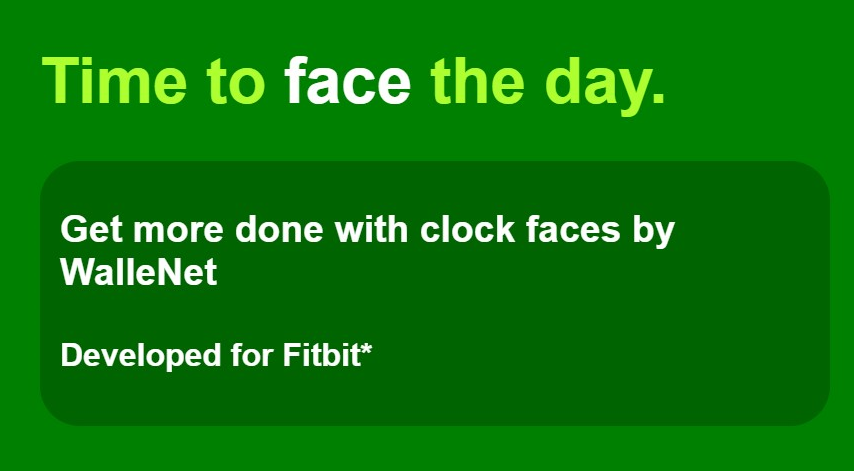 Time to face the day.
Get more done with clock faces by
WalleNet
Developed for Fitbit*